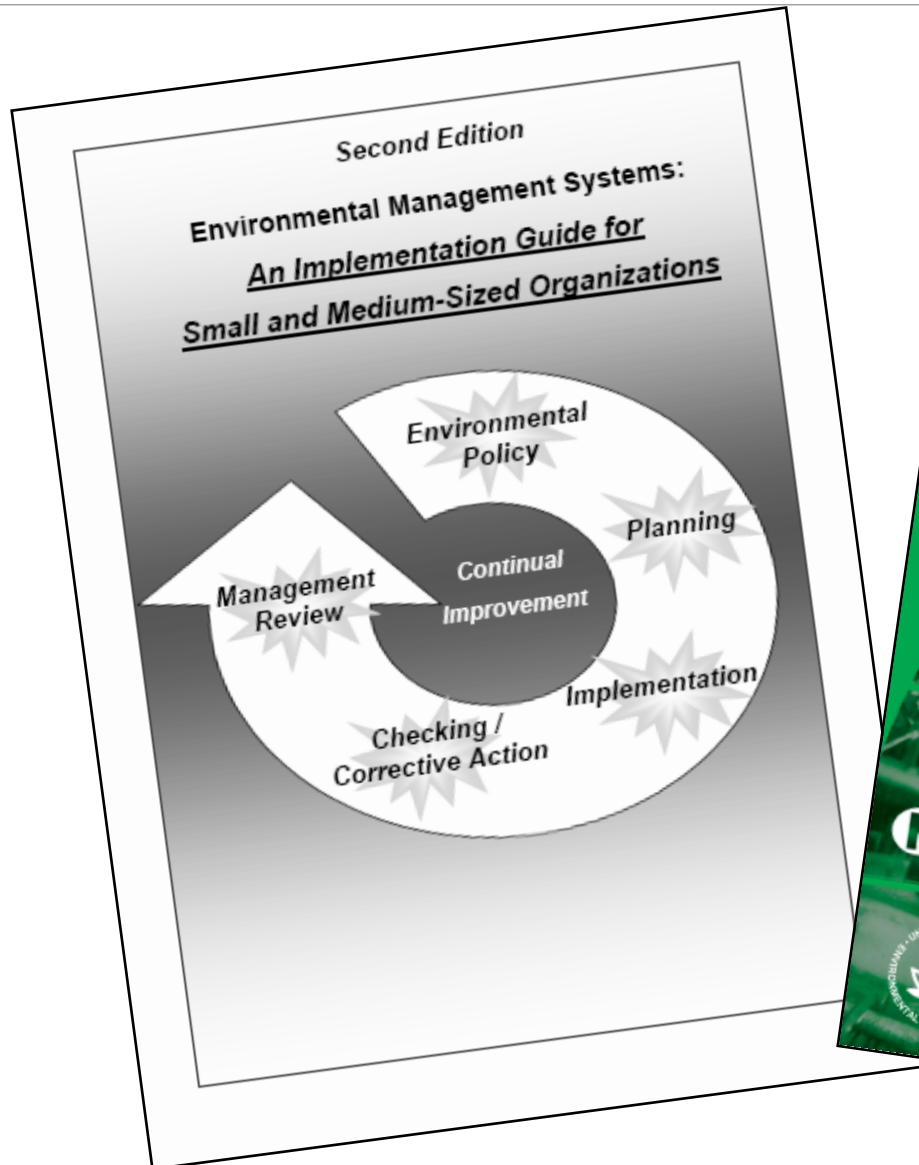 Second Edition
Environmental Management Systems:
An Implementation Guide for
Small and Medium-Sized Organizations
Environmental
Policy
Planning
Continual
Improvement
Management
Review
Implementation
Checking /
Corrective Action